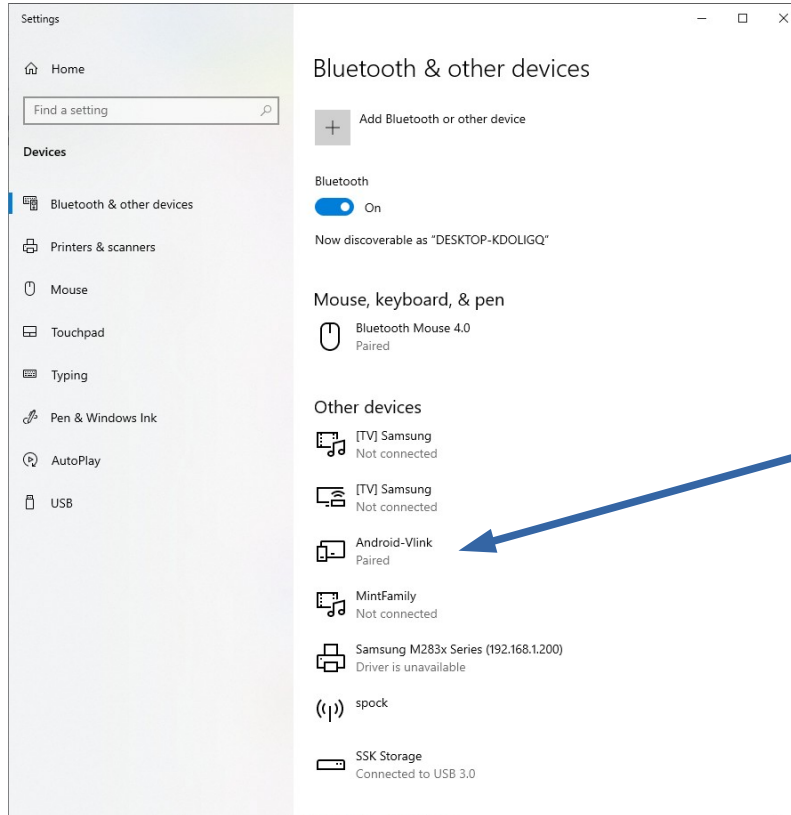 Settings
Home
Find a setting
Devices
Bluetooth & other devices
Printers & scanners
Mouse
Touchpad
Typing
Pen & Windows Ink
AutoPlay
USB
Bluetooth & other devices
Add Bluetooth or other device
Bluetooth
On
Now discoverable as "DESKTOP-KDOLIGQ"
Mouse, keyboard, & pen
Bluetooth Mouse 4.0
Paired
Other devices
[TV] Samsung
Not connected
[TV] Samsung
Not connected
Android-Vlink
Paired
MintFamily
Not connected
Samsung M283x Series (192.168.1.200)
Driver is unavailable
spock
SSK Storage
Connected to USB 3.0